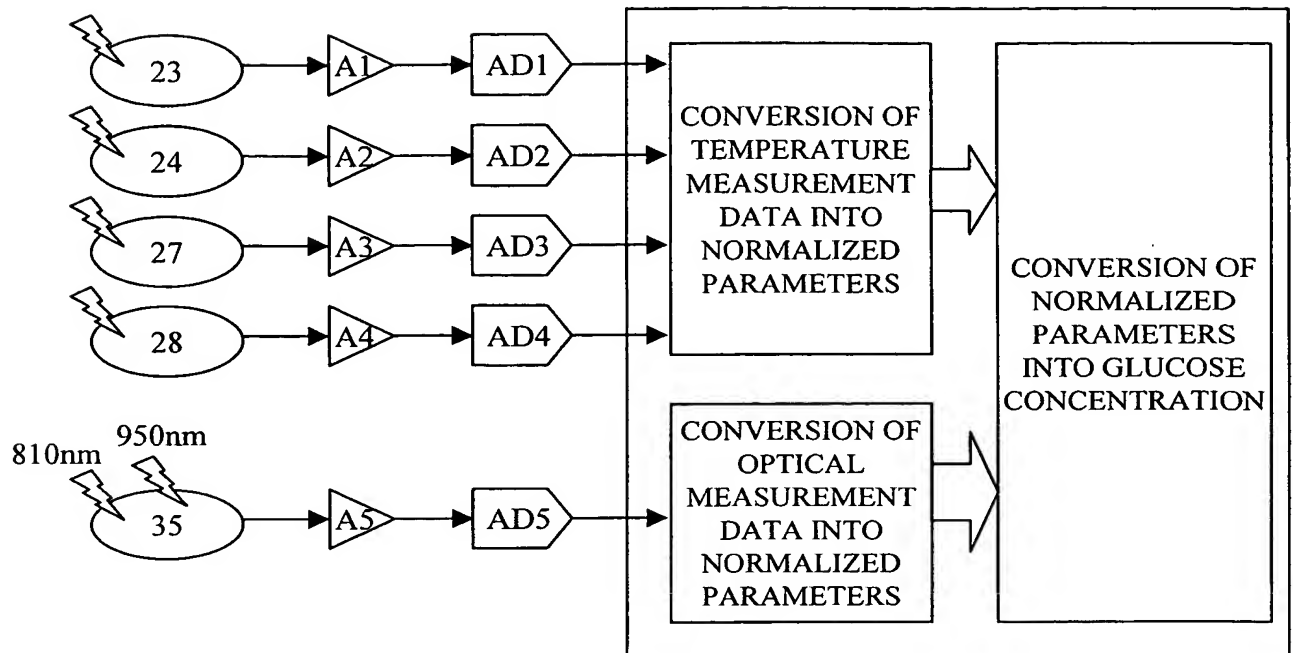 23 A1 AD1
24 A2 AD2
27 A3 AD3
28 A4 AD4
CONVERSION OF
TEMPERATURE
MEASUREMENT
DATA INTO
NORMALIZED
PARAMETERS
810nm
950nm
35 A5 AD5
CONVERSION OF
OPTICAL
MEASUREMENT
DATA INTO
NORMALIZED
PARAMETERS
CONVERSION OF
NORMALIZED
PARAMETERS
INTO GLUCOSE
CONCENTRATION